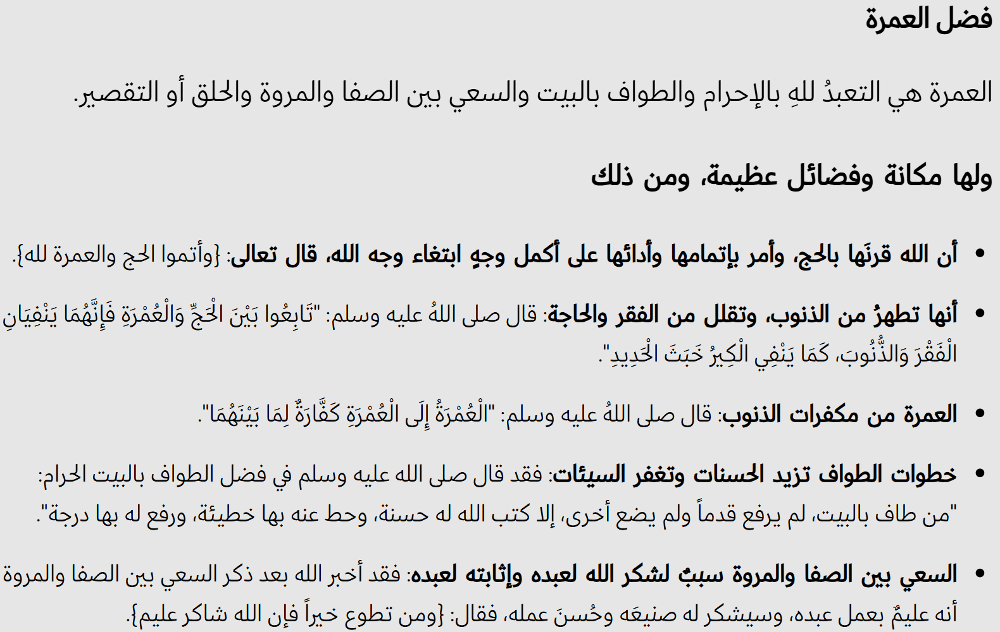 فضل العمرة
العمرة هي التعبدُ للهِ بالإحرام والطواف بالبيت والسعي بين الصفا والمروة والحلق أو التقصير.
ولها مكانة وفضائل عظيمة، ومن ذلك
• أن الله قرنَها بالحج، وأمر بإتمامها وأدائها على أكمل وجهٍ ابتغاء وجه الله، قال تعالى: {وأتموا الحج والعمرة لله}.
• أنها تطهرُ من الذنوب، وتقلل من الفقر والحاجة: قال صلى اللهُ عليه وسلم: "تَابِعُوا بَيْنَ الْحَجِّ وَالْعُمْرَةِ فَإِنَّهُمَا يَنْفِيَانِ
الْفَقْرَ وَالذُّنُوبَ، كَمَا يَنْفِي الْكِيرُ خَبَثَ الْحَدِيدِ".
• العمرة من مكفرات الذنوب: قال صلى اللهُ عليه وسلم: "الْعُمْرَةُ إِلَى الْعُمْرَةِ كَفَّارَةٌ لِمَا بَيْنَهُمَا".
• خطوات الطواف تزيد الحسنات وتغفر السيئات: فقد قال صلى الله عليه وسلم في فضل الطواف بالبيت الحرام:
"من طاف بالبيت، لم يرفع قدماً ولم يضع أخرى، إلا كتب الله له حسنة، وحط عنه بها خطيئة، ورفع له بها درجة".
• السعي بين الصفا والمروة سببٌ لشكر الله لعبده وإثابته لعبده: فقد أخبر الله بعد ذكر السعي بين الصفا والمروة
أنه عليمٌ بعمل عبده، وسيشكر له صنيعَه وحُسنَ عمله، فقال: {ومن تطوع خيراً فإن الله شاكر عليم}.